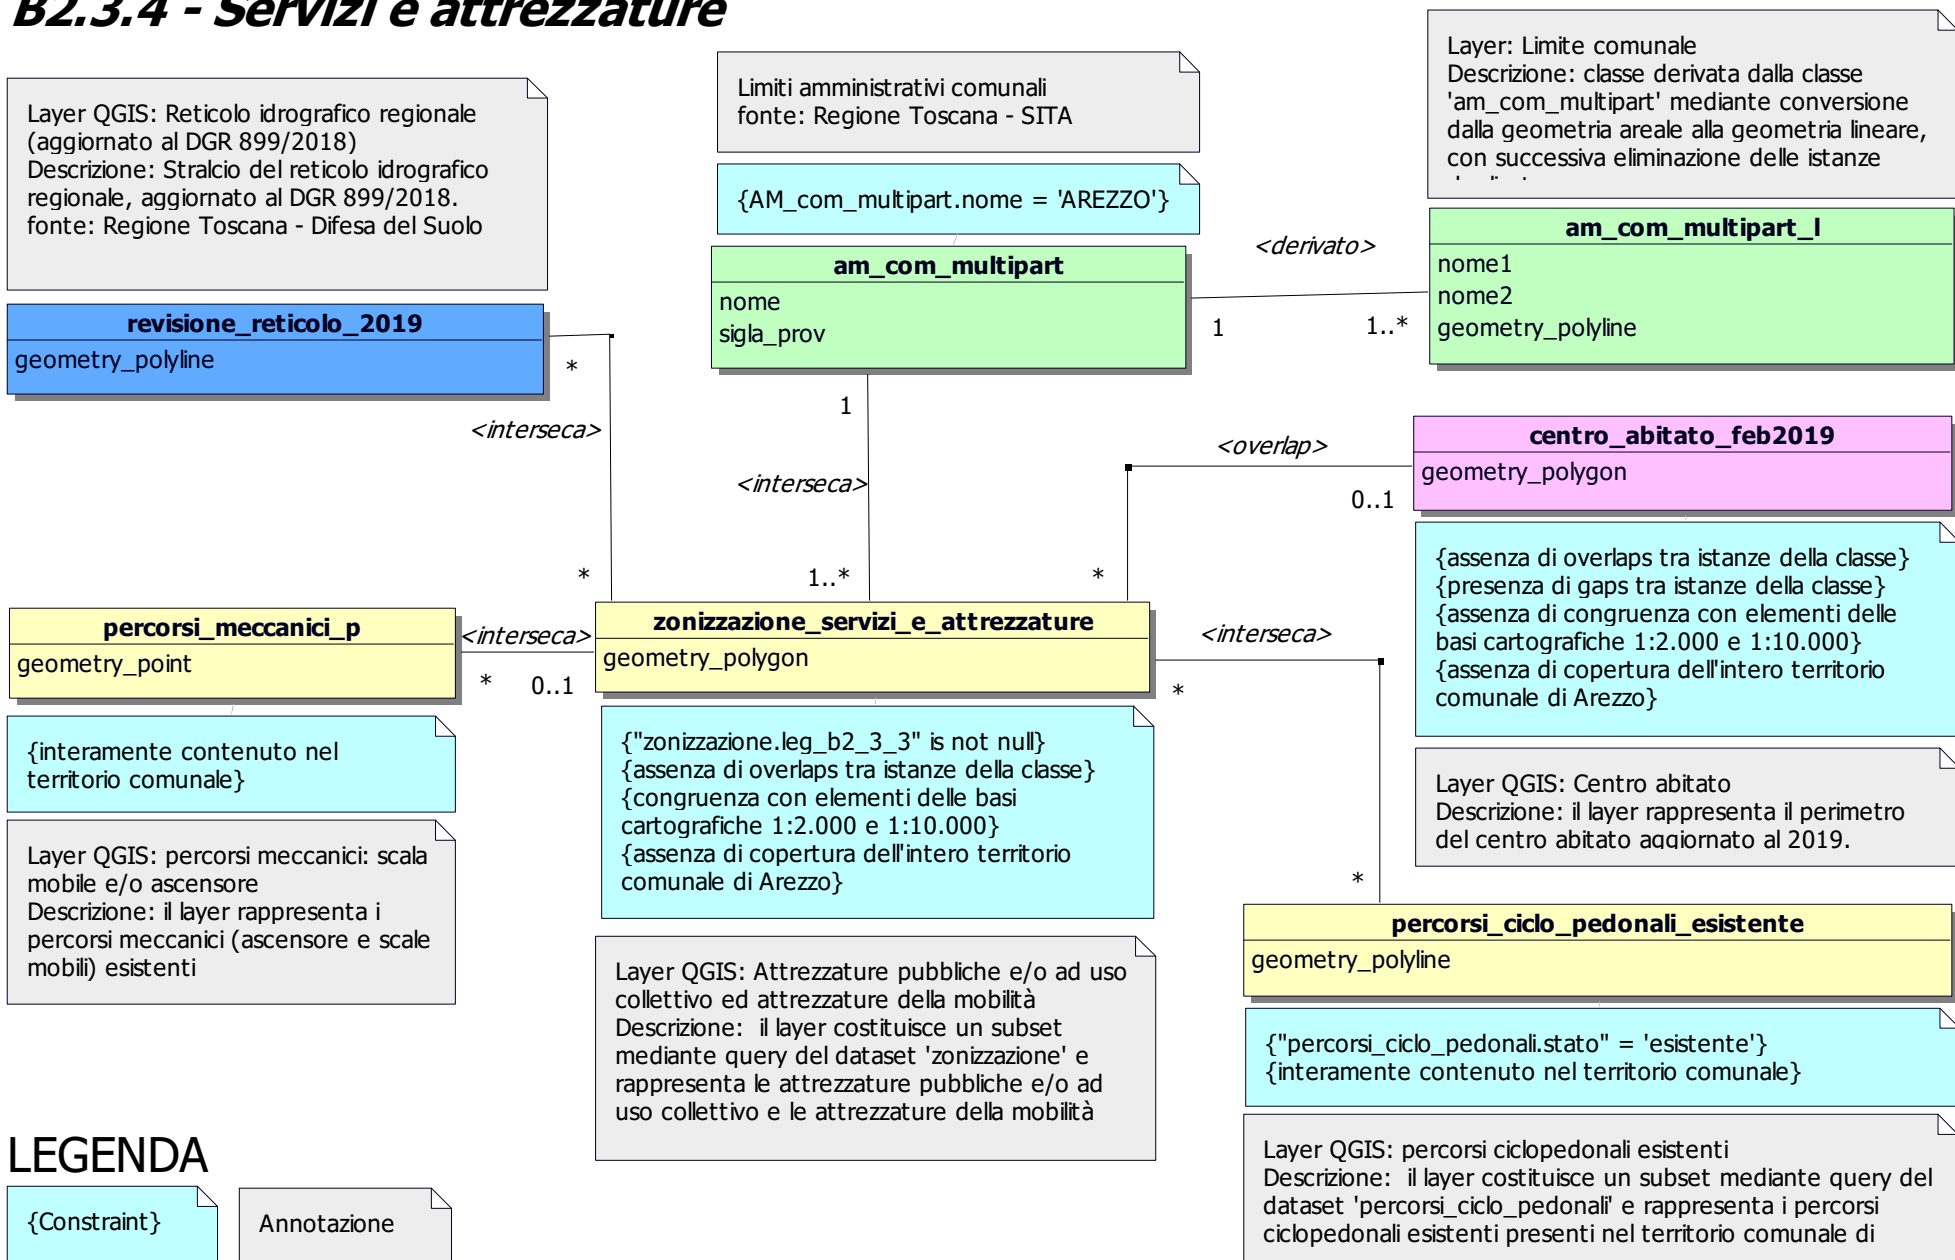 B2.3.4 - Servizi e attrezzature
Layer QGIS: Reticolo idrografico regionale
(aggiornato al DGR 899/2018)
Descrizione: Stralcio del reticolo idrografico
regionale, aggiornato al DGR 899/2018.
fonte: Regione Toscana - Difesa del Suolo
Limiti amministrativi comunali
fonte: Regione Toscana - SITA
{AM_com_multipart.nome = 'AREZZO'}
Layer: Limite comunale
Descrizione: classe derivata dalla classe
'am_com_multipart' mediante conversione
dalla geometria areale alla geometria lineare,
con successiva eliminazione delle istanze
am_com_multipart
nome
sigla_prov
<derivato>
1
1..*
am_com_multipart_l
nome1
nome2
geometry_polyline
revisione_reticolo_2019
geometry_polyline
*
<interseca>
*
1
<interseca>
1..*
<overlap>
0..1
*
centro_abitato_feb2019
geometry_polygon
{assenza di overlaps tra istanze della classe}
{presenza di gaps tra istanze della classe}
{assenza di congruenza con elementi delle
basi cartografiche 1:2.000 e 1:10.000}
{assenza di copertura dell'intero territorio
comunale di Arezzo}
Layer QGIS: Centro abitato
Descrizione: il layer rappresenta il perimetro
del centro abitato aggiornato al 2019.
percorsi_meccanici_p
geometry_point
<interseca>
*
0..1
zonizzazione_servizi_e_attrezzature
geometry_polygon
<interseca>
*
*
{interamente contenuto nel
territorio comunale}
Layer QGIS: percorsi meccanici: scala
mobile e/o ascensore
Descrizione: il layer rappresenta i
percorsi meccanici (ascensore e scale
mobili) esistenti
{"zonizzazione.leg_b2_3_3" is not null}
{assenza di overlaps tra istanze della classe}
{congruenza con elementi delle basi
cartografiche 1:2.000 e 1:10.000}
{assenza di copertura dell'intero territorio
comunale di Arezzo}
Layer QGIS: Attrezzature pubbliche e/o ad uso
collettivo ed attrezzature della mobilità
Descrizione:  il layer costituisce un subset
mediante query del dataset 'zonizzazione' e
rappresenta le attrezzature pubbliche e/o ad
uso collettivo e le attrezzature della mobilità
percorsi_ciclo_pedonali_esistente
geometry_polyline
{"percorsi_ciclo_pedonali.stato" = 'esistente'}
{interamente contenuto nel territorio comunale}
Layer QGIS: percorsi ciclopedonali esistenti
Descrizione:  il layer costituisce un subset mediante query del
dataset 'percorsi_ciclo_pedonali' e rappresenta i percorsi
ciclopedonali esistenti presenti nel territorio comunale di
LEGENDA
{Constraint}
Annotazione